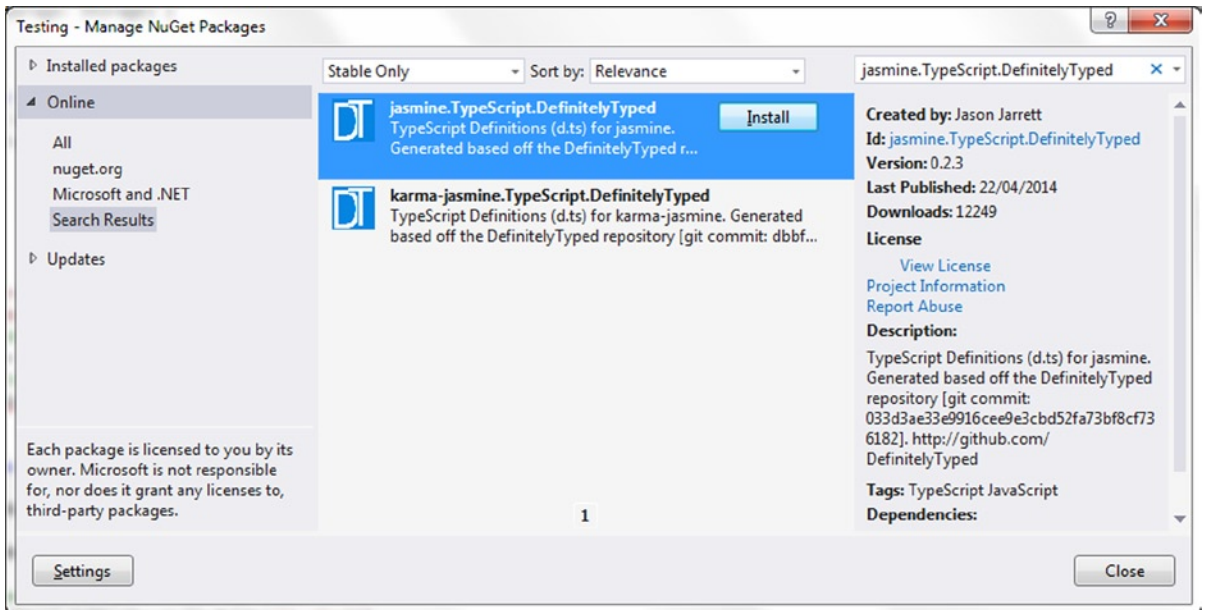 Testing - Manage NuGet Packages
Installed packages
Online
All
nuget.org
Microsoft and .NET
Search Results
Updates
Each package is licensed to you by its
owner. Microsoft is not responsible
for, nor does it grant any licenses to,
third-party packages.
Settings
Stable Only
Sort by: Relevance
DT
jasmine.TypeScript.DefinitelyTyped
TypeScript Definitions (d.ts) for jasmine.
Generated based off the DefinitelyTyped r...
Install
DT
karma-jasmine.TypeScript.DefinitelyTyped
TypeScript Definitions (d.ts) for karma-jasmine. Generated
based off the DefinitelyTyped repository [git commit: dbbf...
1
jasmine.TypeScript.DefinitelyTyped
Created by: Jason Jarrett
Id: jasmine.TypeScript.DefinitelyTyped
Version: 0.2.3
Last Published: 22/04/2014
Downloads: 12249
License
View License
Project Information
Report Abuse
Description:
TypeScript Definitions (d.ts) for jasmine.
Generated based off the DefinitelyTyped
repository [git commit:
033d3ae33e9916cee9e3cbd52fa73bf8cf73
6182]. http://github.com/
DefinitelyTyped
Tags: TypeScript JavaScript
Dependencies:
Close